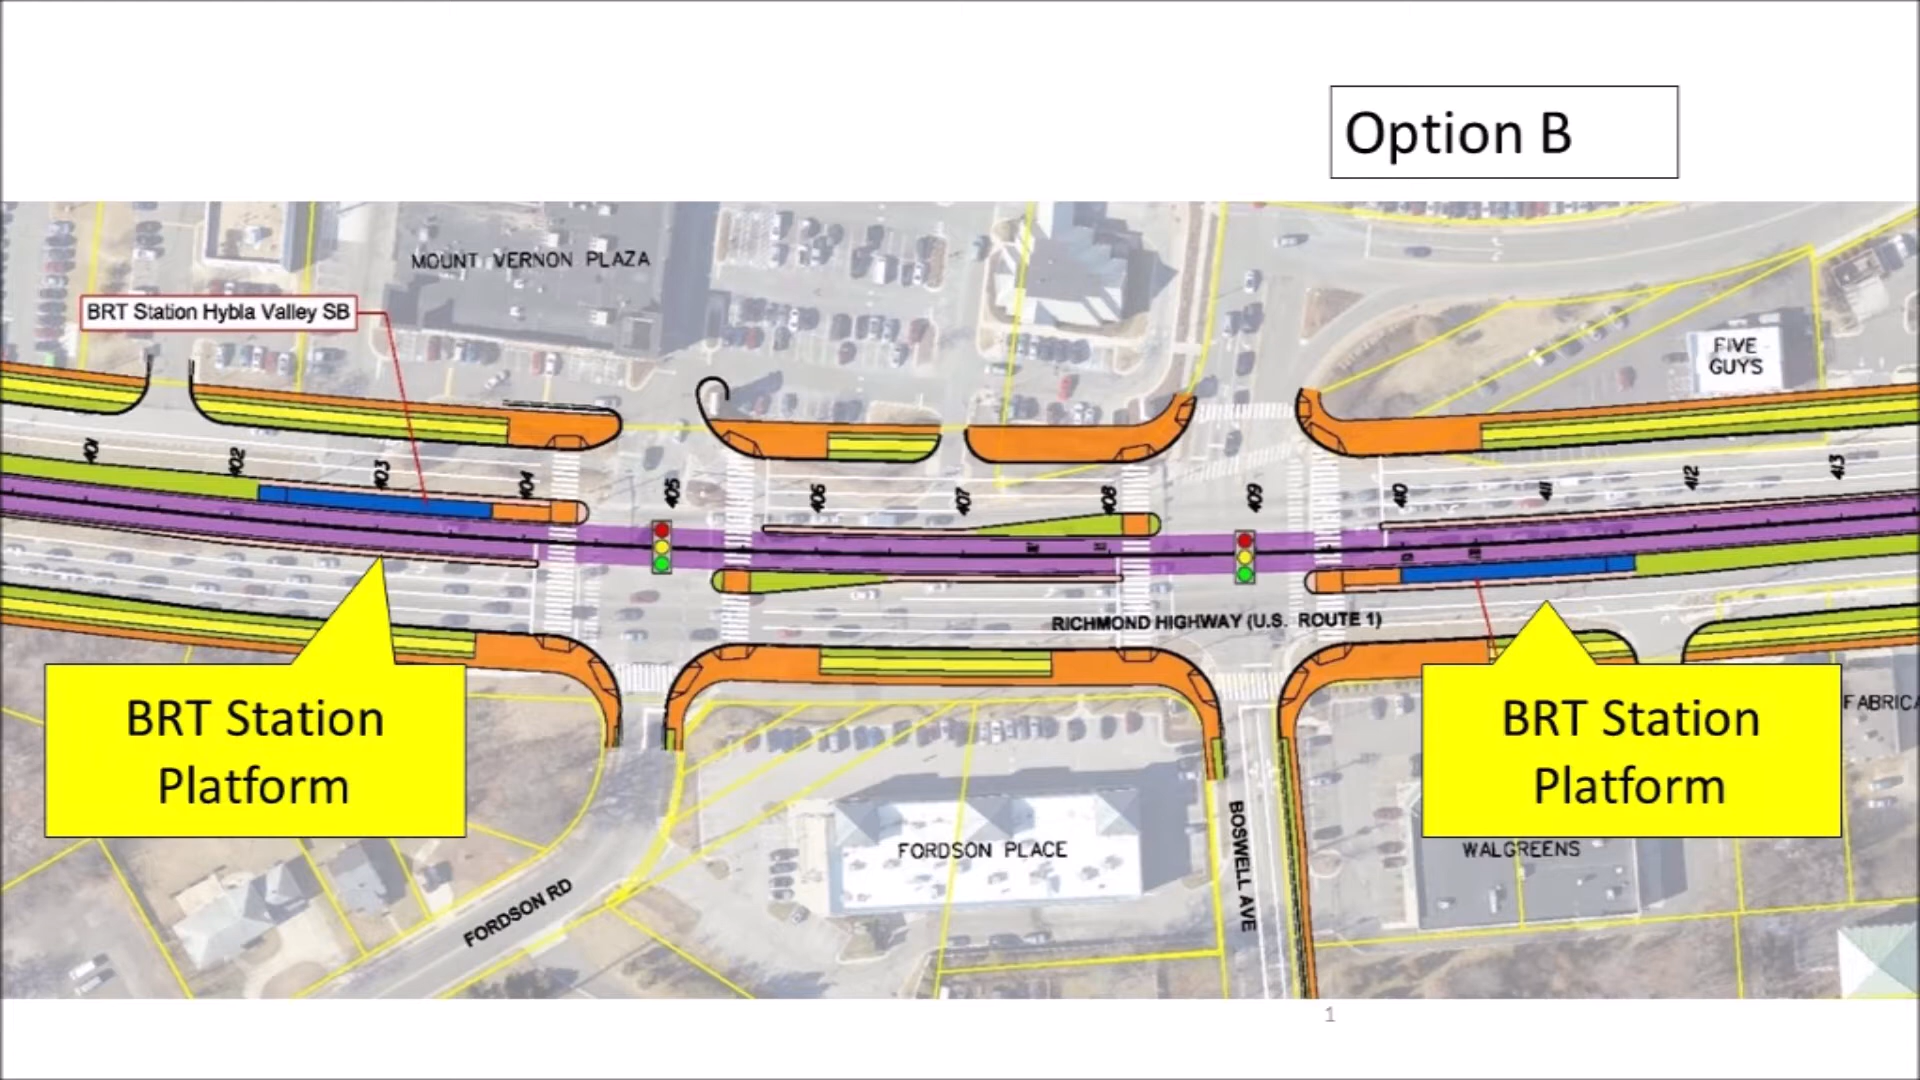 Option B
MOUNT VERNON PLAZA
BRT Station Hybla Valley SB
FIVE
GUYS
401
402
403
404
405
406
407
408
409
410
411
412
413
RICHMOND HIGHWAY (U.S. ROUTE 1)
BRT Station
Platform
BRT Station
Platform
FABRICA
FORDSON PLACE
WALGREENS
BOSWELL AVE
FORDSON RD
1